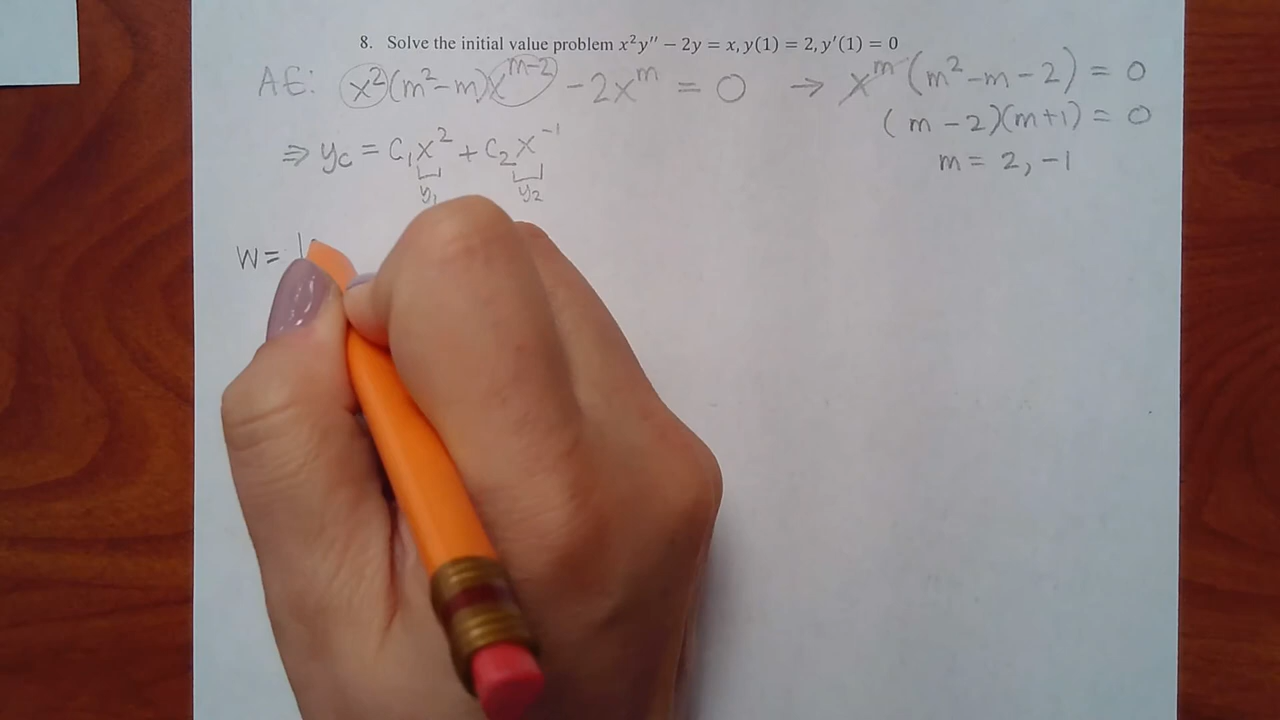 8. Solve the initial value problem x²y″ − 2y = x, y(1) = 2, y′(1) = 0
AE: x²(m²−m)x^(m−2) − 2x^m = 0 → x^m (m²−m−2) = 0
(m−2)(m+1) = 0
m = 2, −1
⇒ y_c = C₁x² + C₂x⁻¹
y₁ y₂
W = |